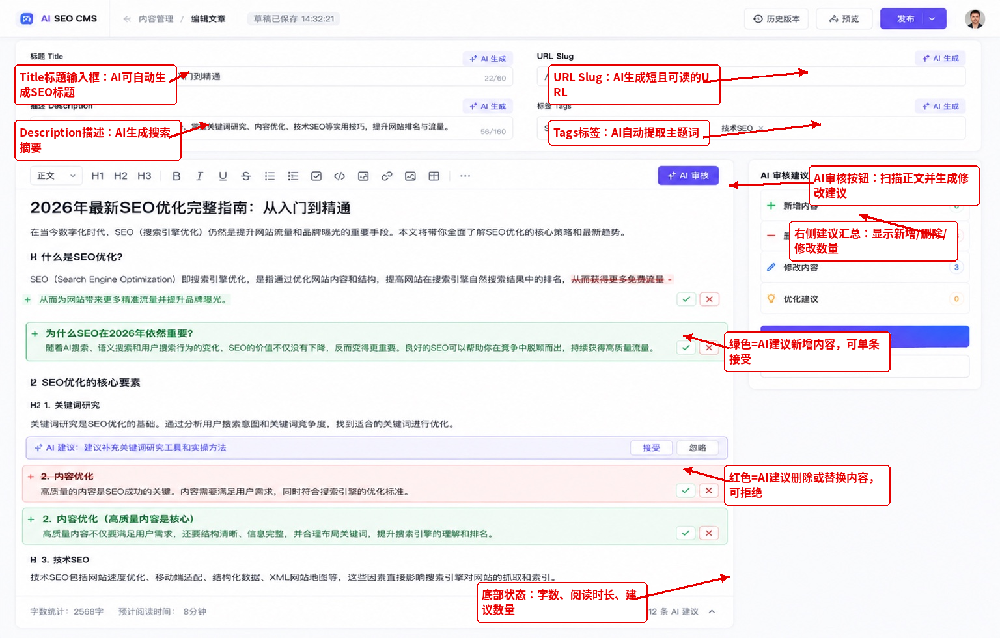 AI SEO CMS
内容管理 / 编辑文章
草稿已保存 14:32:21
历史版本
预览
发布
标题 Title
AI 生成
URL Slug
AI 生成
Title标题输入框：AI可自动生
成SEO标题
门到精通
22/60
/
URL Slug：AI生成短且可读的U
RL
描述 Description
AI 生成
标签 Tags
AI 生成
Description描述：AI生成搜索
摘要
关键词研究、内容优化、技术SEO等实用技巧，提升网站排名与流量。
56/160
S
Tags标签：AI自动提取主题词
技术SEO ×
正文
H1 H2 H3 B I U S
AI 审核
AI 审核建议
AI审核按钮：扫描正文并生成修
改建议
新增内容
右侧建议汇总：显示新增/删除/
修改数量
修改内容
3
优化建议
0
2026年最新SEO优化完整指南：从入门到精通
在当今数字化时代，SEO（搜索引擎优化）仍然是提升网站流量和品牌曝光的重要手段。本文将带你全面了解SEO优化的核心策略和最新趋势。
H 什么是SEO优化?
SEO（Search Engine Optimization）即搜索引擎优化，是指通过优化网站内容和结构，提高网站在搜索引擎自然搜索结果中的排名，从而获得更多免费流量 -
+ 从而为网站带来更多精准流量并提升品牌曝光。
+ 为什么SEO在2026年依然重要?
随着AI搜索、语义搜索和用户搜索行为的变化，SEO的价值不仅没有下降，反而变得更重要。良好的SEO可以帮助你在竞争中脱颖而出，持续获得高质量流量。
绿色=AI建议新增内容，可单条
接受
I2 SEO优化的核心要素
H2 1. 关键词研究
关键词研究是SEO优化的基础。通过分析用户搜索意图和关键词竞争度，找到适合的关键词进行优化。
AI 建议：建议补充关键词研究工具和实操方法
接受
忽略
+ 2. 内容优化
高质量的内容是SEO成功的关键。内容需要满足用户需求，同时符合搜索引擎的优化标准。
红色=AI建议删除或替换内容，
可拒绝
+ 2. 内容优化（高质量内容是核心）
高质量内容不仅要满足用户需求，还要结构清晰、信息完整，并合理布局关键词，提升搜索引擎的理解和排名。
H 3. 技术SEO
技术SEO包括网站速度优化、移动端适配、结构化数据、XML网站地图等，这些因素直接影响搜索引擎对网站的抓取和索引。
底部状态：字数、阅读时长、建
议数量
字数统计：2568字
预计阅读时间：8分钟
12 条 AI 建议